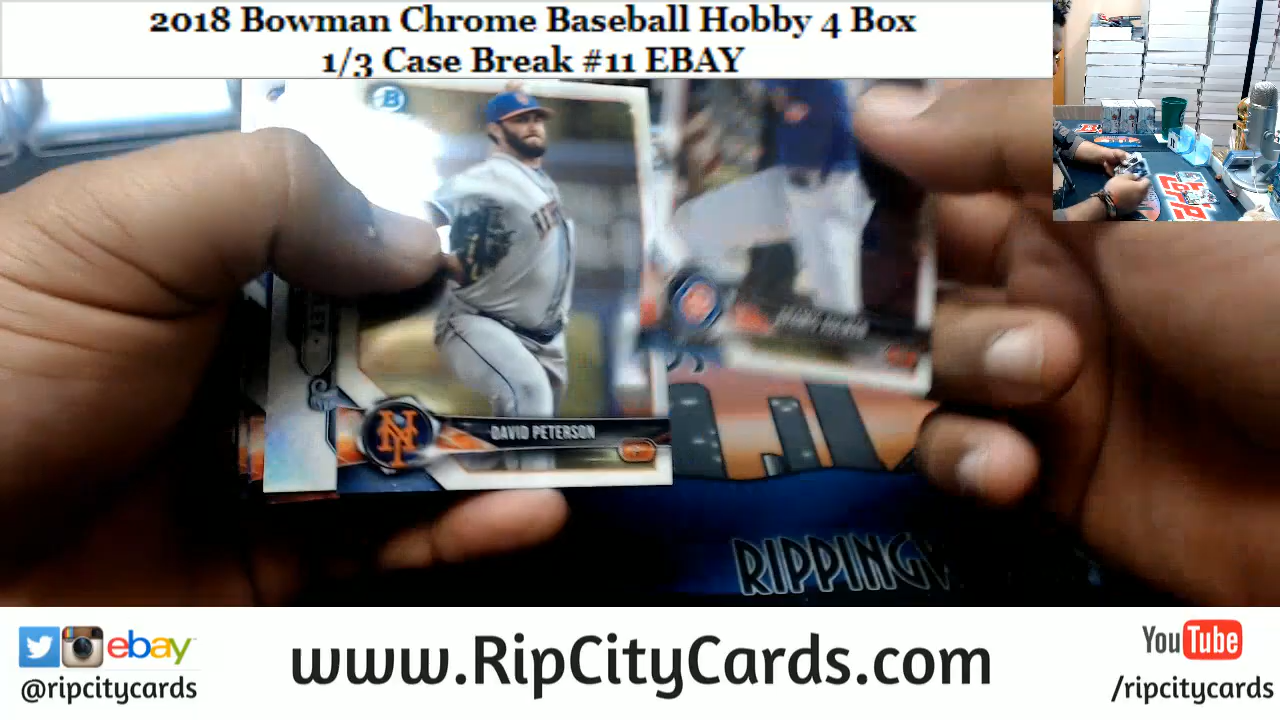 2018 Bowman Chrome Baseball Hobby 4 Box
1/3 Case Break #11 EBAY
B
DAVID PETERSON
NY
RIPPING
ebay
@ripcitycards
www.RipCityCards.com
YouTube
/ripcitycards